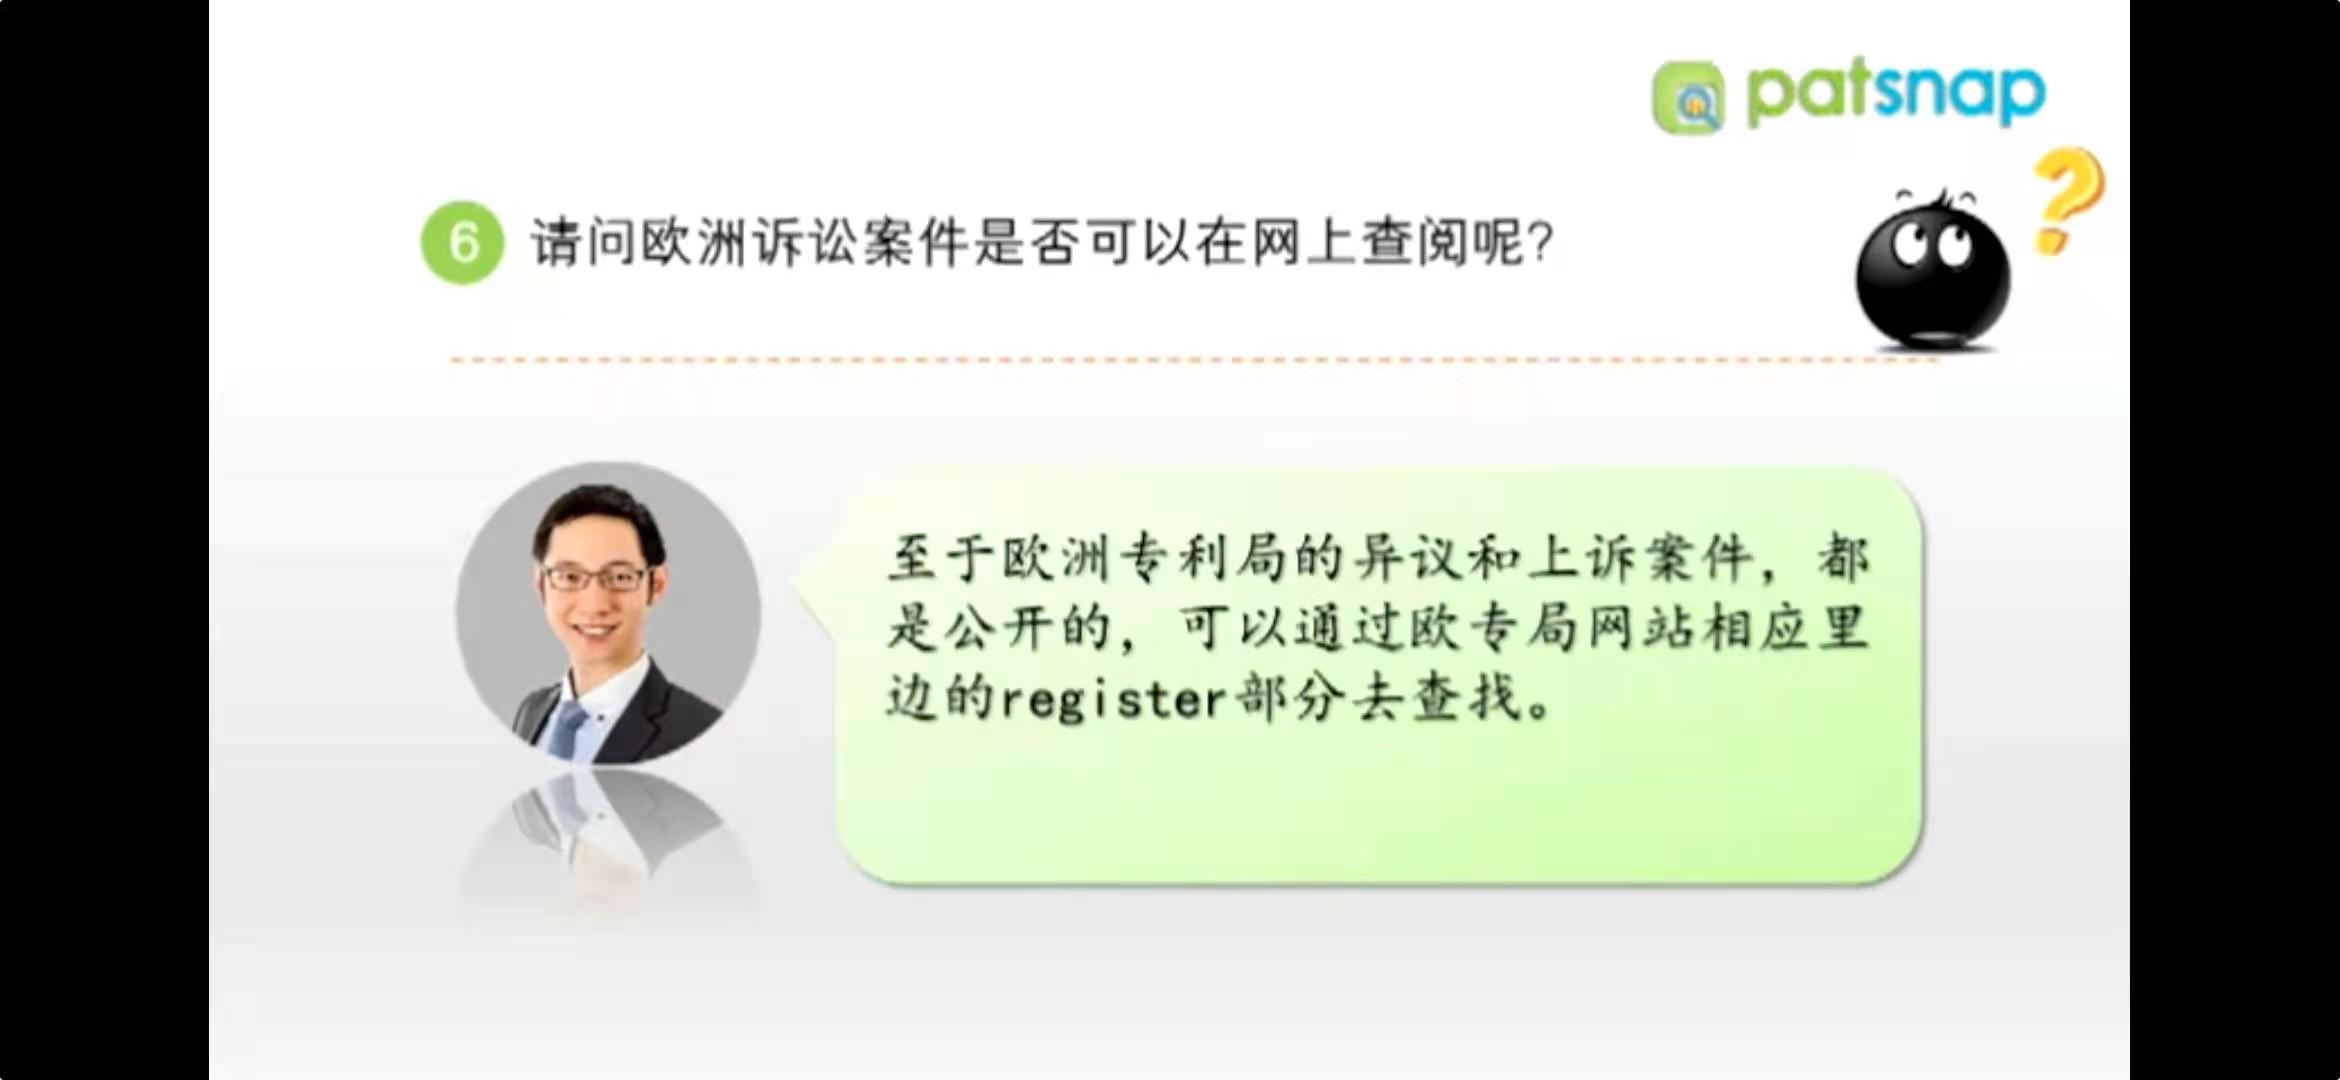 patsnap
6 请问欧洲诉讼案件是否可以在网上查阅呢?
至于欧洲专利局的异议和上诉案件，都
是公开的，可以通过欧专局网站相应里
边的register部分去查找。